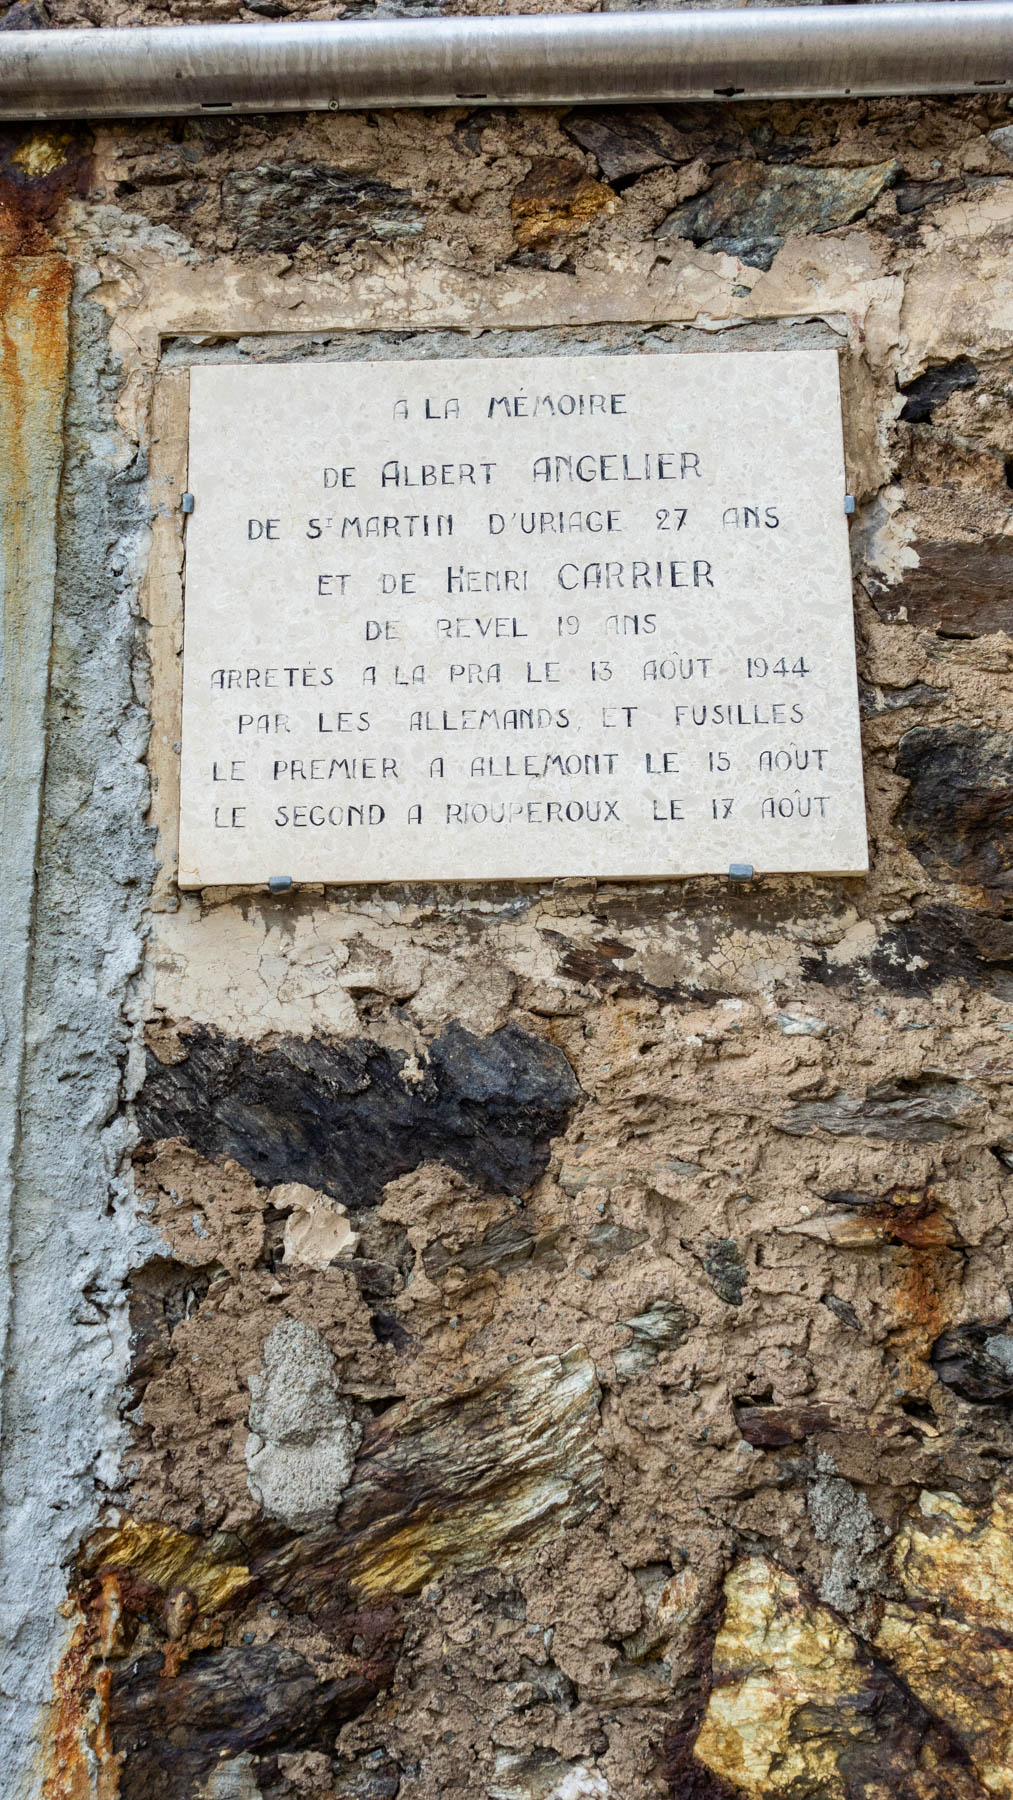 A LA MÉMOIRE
DE ALBERT ANGELIER
DE ST MARTIN D'URIAGE 27 ANS
ET DE HENRI CARRIER
DE REVEL 19 ANS
ARRETÉS A LA PRA LE 13 AOÛT 1944
PAR LES ALLEMANDS, ET FUSILLES
LE PREMIER A ALLEMONT LE 15 AOÛT
LE SEGOND A RIOUPEROUX LE 17 AOÛT